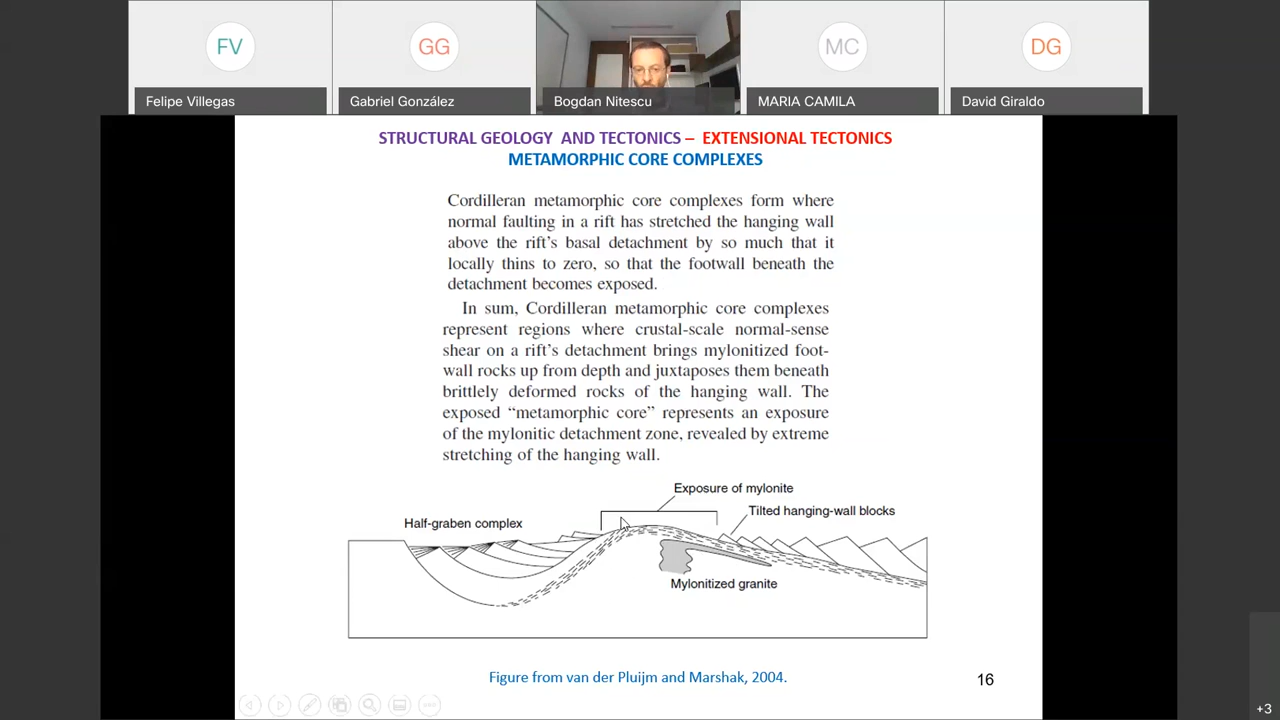 FV
GG
MC
DG
Felipe Villegas
Gabriel González
Bogdan Nitescu
MARIA CAMILA
David Giraldo
STRUCTURAL GEOLOGY AND TECTONICS – EXTENSIONAL TECTONICS
METAMORPHIC CORE COMPLEXES
Cordilleran metamorphic core complexes form where
normal faulting in a rift has stretched the hanging wall
above the rift's basal detachment by so much that it
locally thins to zero, so that the footwall beneath the
detachment becomes exposed.
In sum, Cordilleran metamorphic core complexes
represent regions where crustal-scale normal-sense
shear on a rift's detachment brings mylonitized foot-
wall rocks up from depth and juxtaposes them beneath
brittlely deformed rocks of the hanging wall. The
exposed “metamorphic core” represents an exposure
of the mylonitic detachment zone, revealed by extreme
stretching of the hanging wall.
Exposure of mylonite
Half-graben complex
Tilted hanging-wall blocks
Mylonitized granite
Figure from van der Pluijm and Marshak, 2004.
16
+3